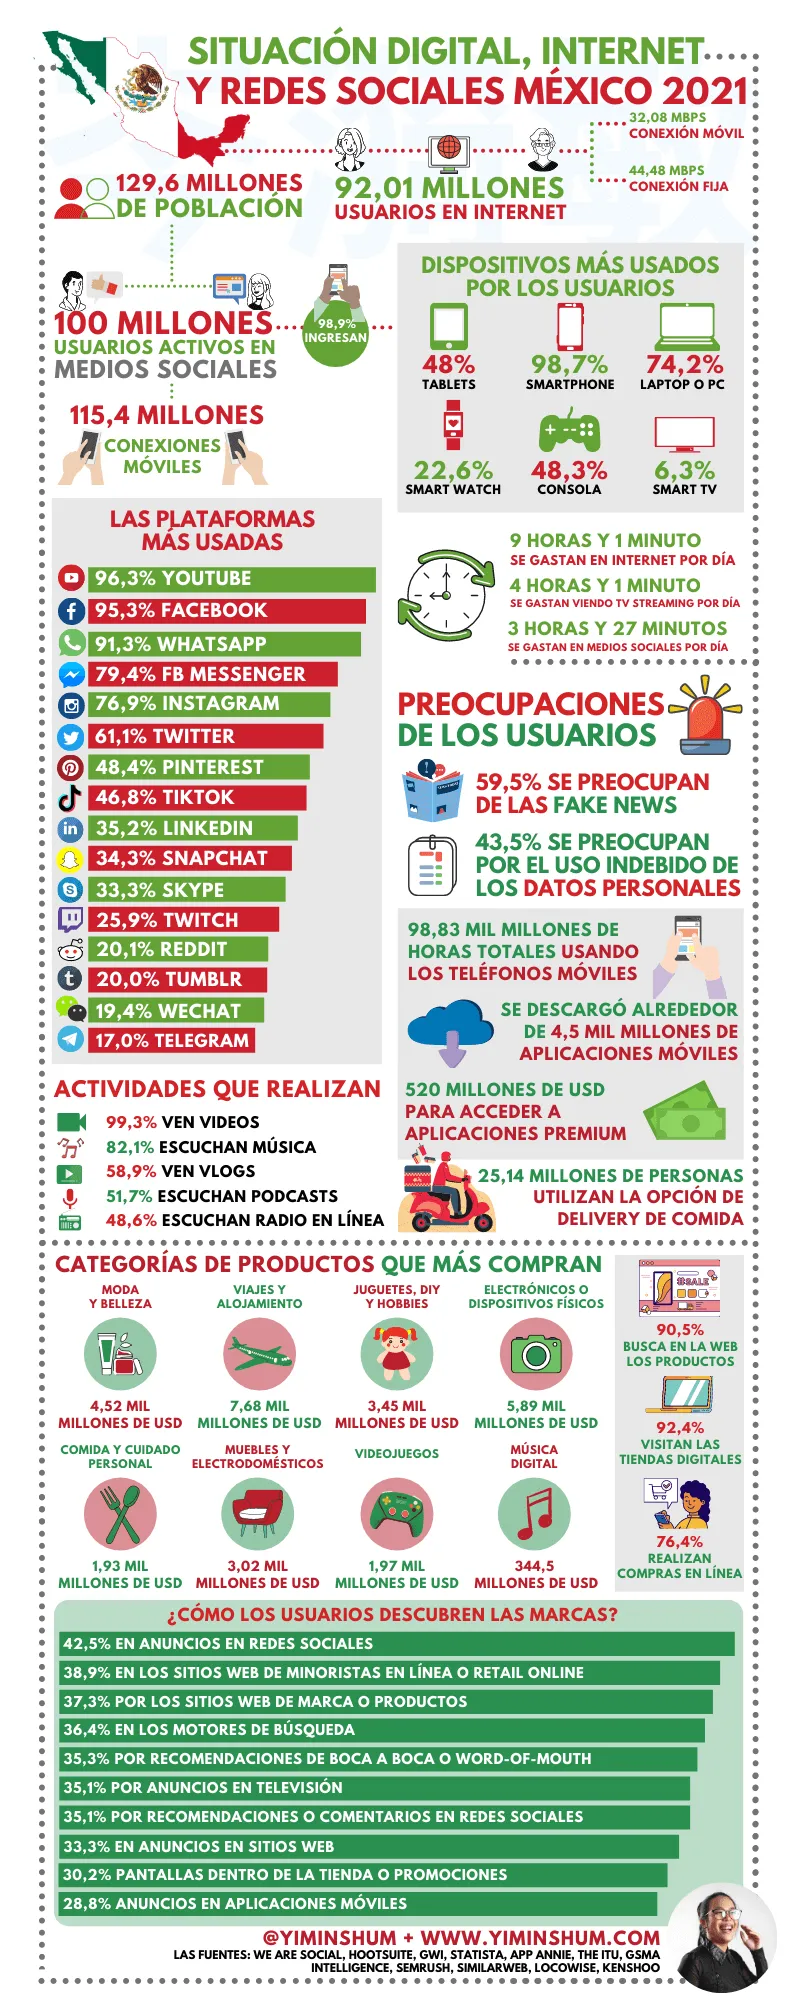 SITUACIÓN DIGITAL, INTERNET
Y REDES SOCIALES MÉXICO 2021
32,08 MBPS
CONEXIÓN MÓVIL
44,48 MBPS
CONEXIÓN FIJA
129,6 MILLONES
DE POBLACIÓN
92,01 MILLONES
USUARIOS EN INTERNET
100 MILLONES
USUARIOS ACTIVOS EN
MEDIOS SOCIALES
98,9%
INGRESAN
115,4 MILLONES
CONEXIONES
MÓVILES
DISPOSITIVOS MÁS USADOS
POR LOS USUARIOS
48%
TABLETS
98,7%
SMARTPHONE
74,2%
LAPTOP O PC
22,6%
SMART WATCH
48,3%
CONSOLA
6,3%
SMART TV
LAS PLATAFORMAS
MÁS USADAS
96,3% YOUTUBE
95,3% FACEBOOK
91,3% WHATSAPP
79,4% FB MESSENGER
76,9% INSTAGRAM
61,1% TWITTER
48,4% PINTEREST
46,8% TIKTOK
35,2% LINKEDIN
34,3% SNAPCHAT
33,3% SKYPE
25,9% TWITCH
20,1% REDDIT
20,0% TUMBLR
19,4% WECHAT
17,0% TELEGRAM
9 HORAS Y 1 MINUTO
SE GASTAN EN INTERNET POR DÍA
4 HORAS Y 1 MINUTO
SE GASTAN VIENDO TV STREAMING POR DÍA
3 HORAS Y 27 MINUTOS
SE GASTAN EN MEDIOS SOCIALES POR DÍA
PREOCUPACIONES
DE LOS USUARIOS
59,5% SE PREOCUPAN
DE LAS FAKE NEWS
43,5% SE PREOCUPAN
POR EL USO INDEBIDO DE
LOS DATOS PERSONALES
98,83 MIL MILLONES DE
HORAS TOTALES USANDO
LOS TELÉFONOS MÓVILES
SE DESCARGÓ ALREDEDOR
DE 4,5 MIL MILLONES DE
APLICACIONES MÓVILES
520 MILLONES DE USD
PARA ACCEDER A
APLICACIONES PREMIUM
25,14 MILLONES DE PERSONAS
UTILIZAN LA OPCIÓN DE
DELIVERY DE COMIDA
ACTIVIDADES QUE REALIZAN
99,3% VEN VIDEOS
82,1% ESCUCHAN MÚSICA
58,9% VEN VLOGS
51,7% ESCUCHAN PODCASTS
48,6% ESCUCHAN RADIO EN LÍNEA
CATEGORÍAS DE PRODUCTOS QUE MÁS COMPRAN
MODA
Y BELLEZA
4,52 MIL
MILLONES DE USD
VIAJES Y
ALOJAMIENTO
7,68 MIL
MILLONES DE USD
JUGUETES, DIY
Y HOBBIES
3,45 MIL
MILLONES DE USD
ELECTRÓNICOS O
DISPOSITIVOS FÍSICOS
5,89 MIL
MILLONES DE USD
COMIDA Y CUIDADO
PERSONAL
1,93 MIL
MILLONES DE USD
MUEBLES Y
ELECTRODOMÉSTICOS
3,02 MIL
MILLONES DE USD
VIDEOJUEGOS
1,97 MIL
MILLONES DE USD
MÚSICA
DIGITAL
344,5
MILLONES DE USD
#SALE
90,5%
BUSCA EN LA WEB
LOS PRODUCTOS
92,4%
VISITAN LAS
TIENDAS DIGITALES
76,4%
REALIZAN
COMPRAS EN LÍNEA
¿CÓMO LOS USUARIOS DESCUBREN LAS MARCAS?
42,5% EN ANUNCIOS EN REDES SOCIALES
38,9% EN LOS SITIOS WEB DE MINORISTAS EN LÍNEA O RETAIL ONLINE
37,3% POR LOS SITIOS WEB DE MARCA O PRODUCTOS
36,4% EN LOS MOTORES DE BÚSQUEDA
35,3% POR RECOMENDACIONES DE BOCA A BOCA O WORD-OF-MOUTH
35,1% POR ANUNCIOS EN TELEVISIÓN
35,1% POR RECOMENDACIONES O COMENTARIOS EN REDES SOCIALES
33,3% EN ANUNCIOS EN SITIOS WEB
30,2% PANTALLAS DENTRO DE LA TIENDA O PROMOCIONES
28,8% ANUNCIOS EN APLICACIONES MÓVILES
@YIMINSHUM + WWW.YIMINSHUM.COM
LAS FUENTES: WE ARE SOCIAL, HOOTSUITE, GWI, STATISTA, APP ANNIE, THE ITU, GSMA
INTELLIGENCE, SEMRUSH, SIMILARWEB, LOCOWISE, KENSHOO